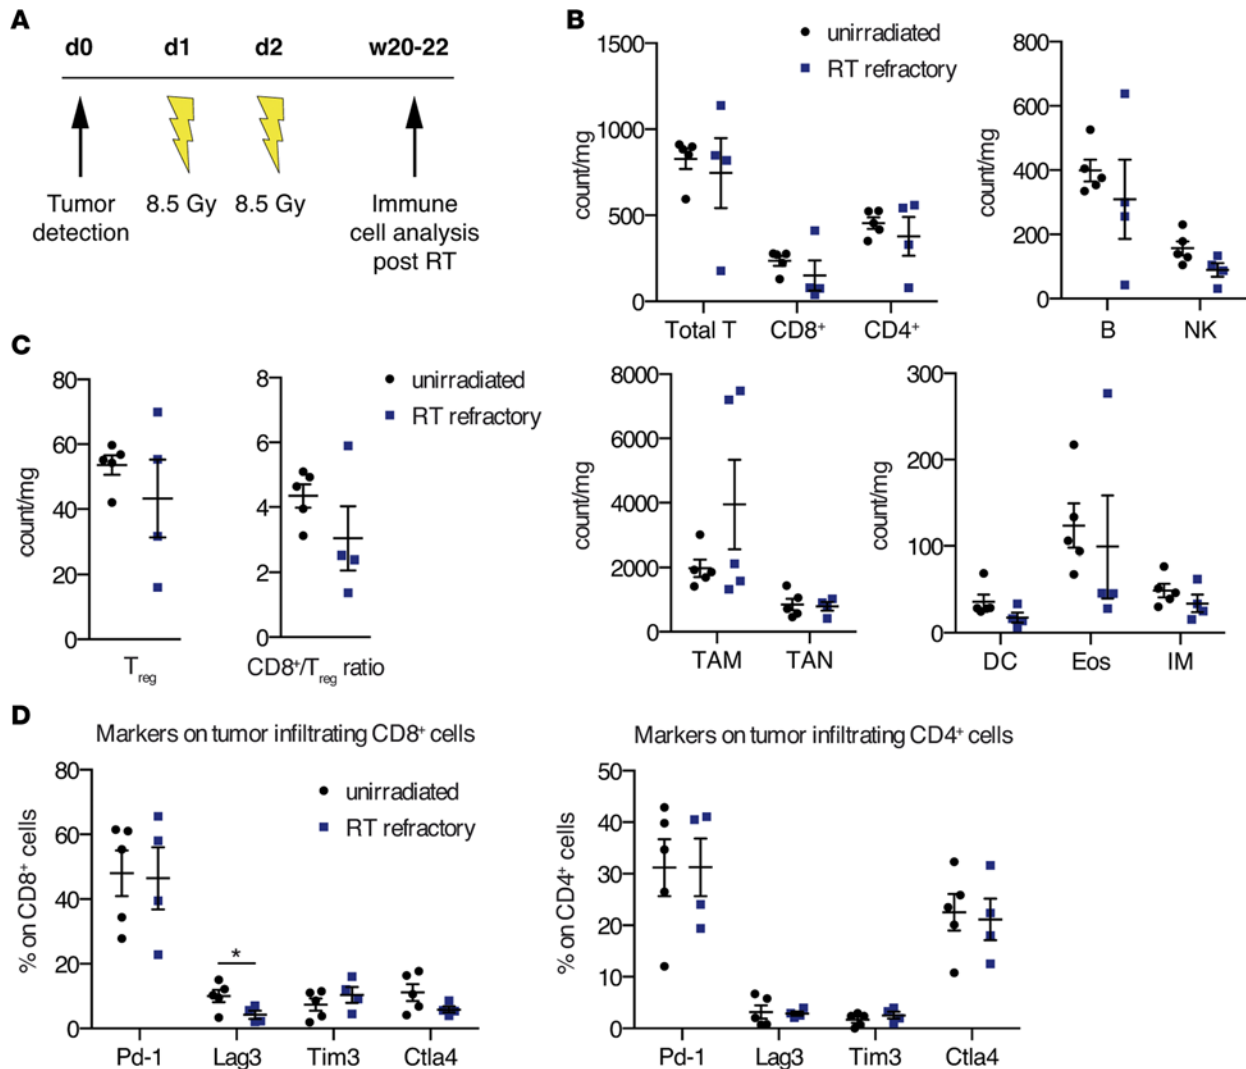 A
d0 d1 d2 w20-22
8.5 Gy 8.5 Gy
Tumor
detection
Immune
cell analysis
post RT
B
unirradiated
RT refractory
count/mg
1500
1000
500
0
Total T CD8⁺ CD4⁺
count/mg
800
600
400
200
0
B NK
count/mg
8000
6000
4000
2000
0
TAM TAN
count/mg
300
200
100
0
DC Eos IM
C
unirradiated
RT refractory
count/mg
80
60
40
20
0
Treg
8
6
4
2
0
CD8⁺/Treg ratio
D
Markers on tumor infiltrating CD8⁺ cells
unirradiated
RT refractory
% on CD8⁺ cells
80
60
40
20
0
*
Pd-1 Lag3 Tim3 Ctla4
Markers on tumor infiltrating CD4⁺ cells
% on CD4⁺ cells
50
40
30
20
10
0
Pd-1 Lag3 Tim3 Ctla4